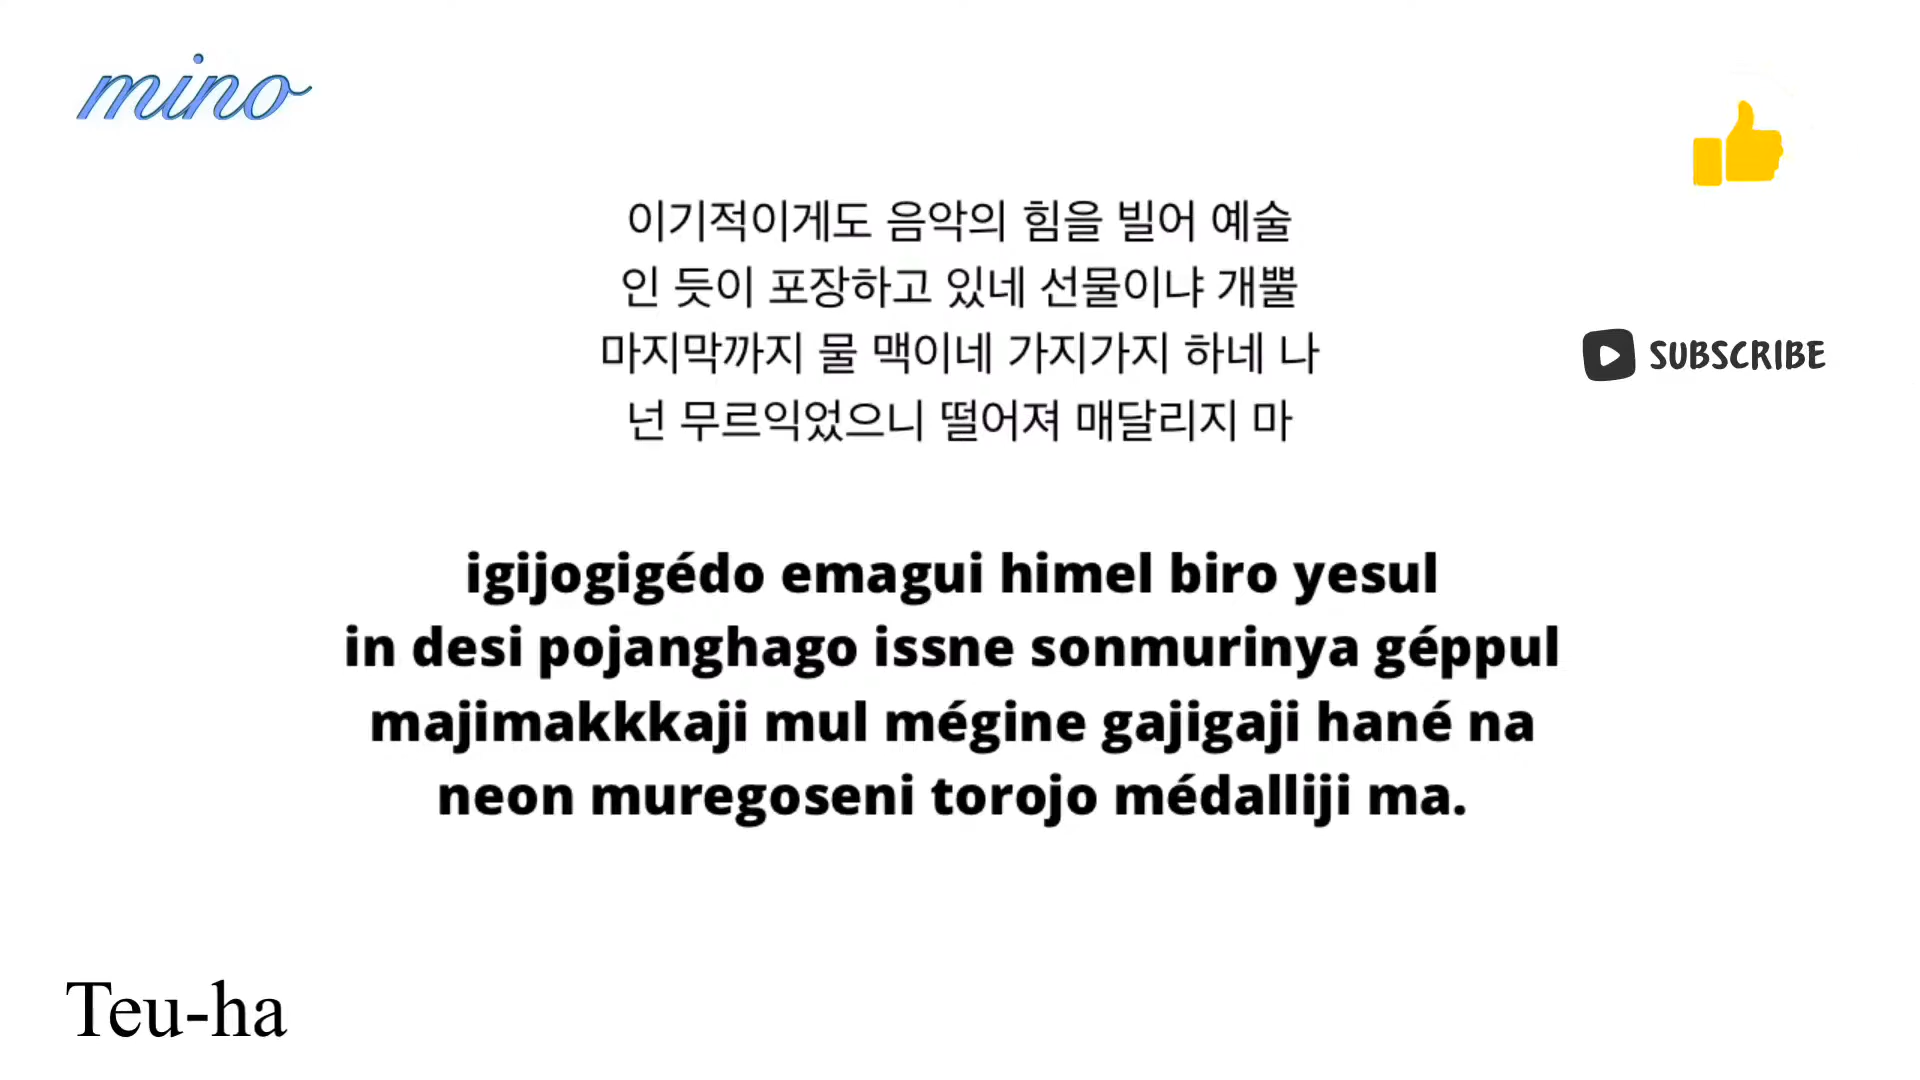 mino
이기적이게도 음악의 힘을 빌어 예술
인 듯이 포장하고 있네 선물이냐 개뿔
마지막까지 물 맥이네 가지가지 하네 나
넌 무르익었으니 떨어져 매달리지 마
SUBSCRIBE
igijogigédo emagui himel biro yesul
in desi pojanghago issne sonmurinya géppul
majimakkkaji mul mégine gajigaji hané na
neon muregoseni torojo médalliji ma.
Teu-ha